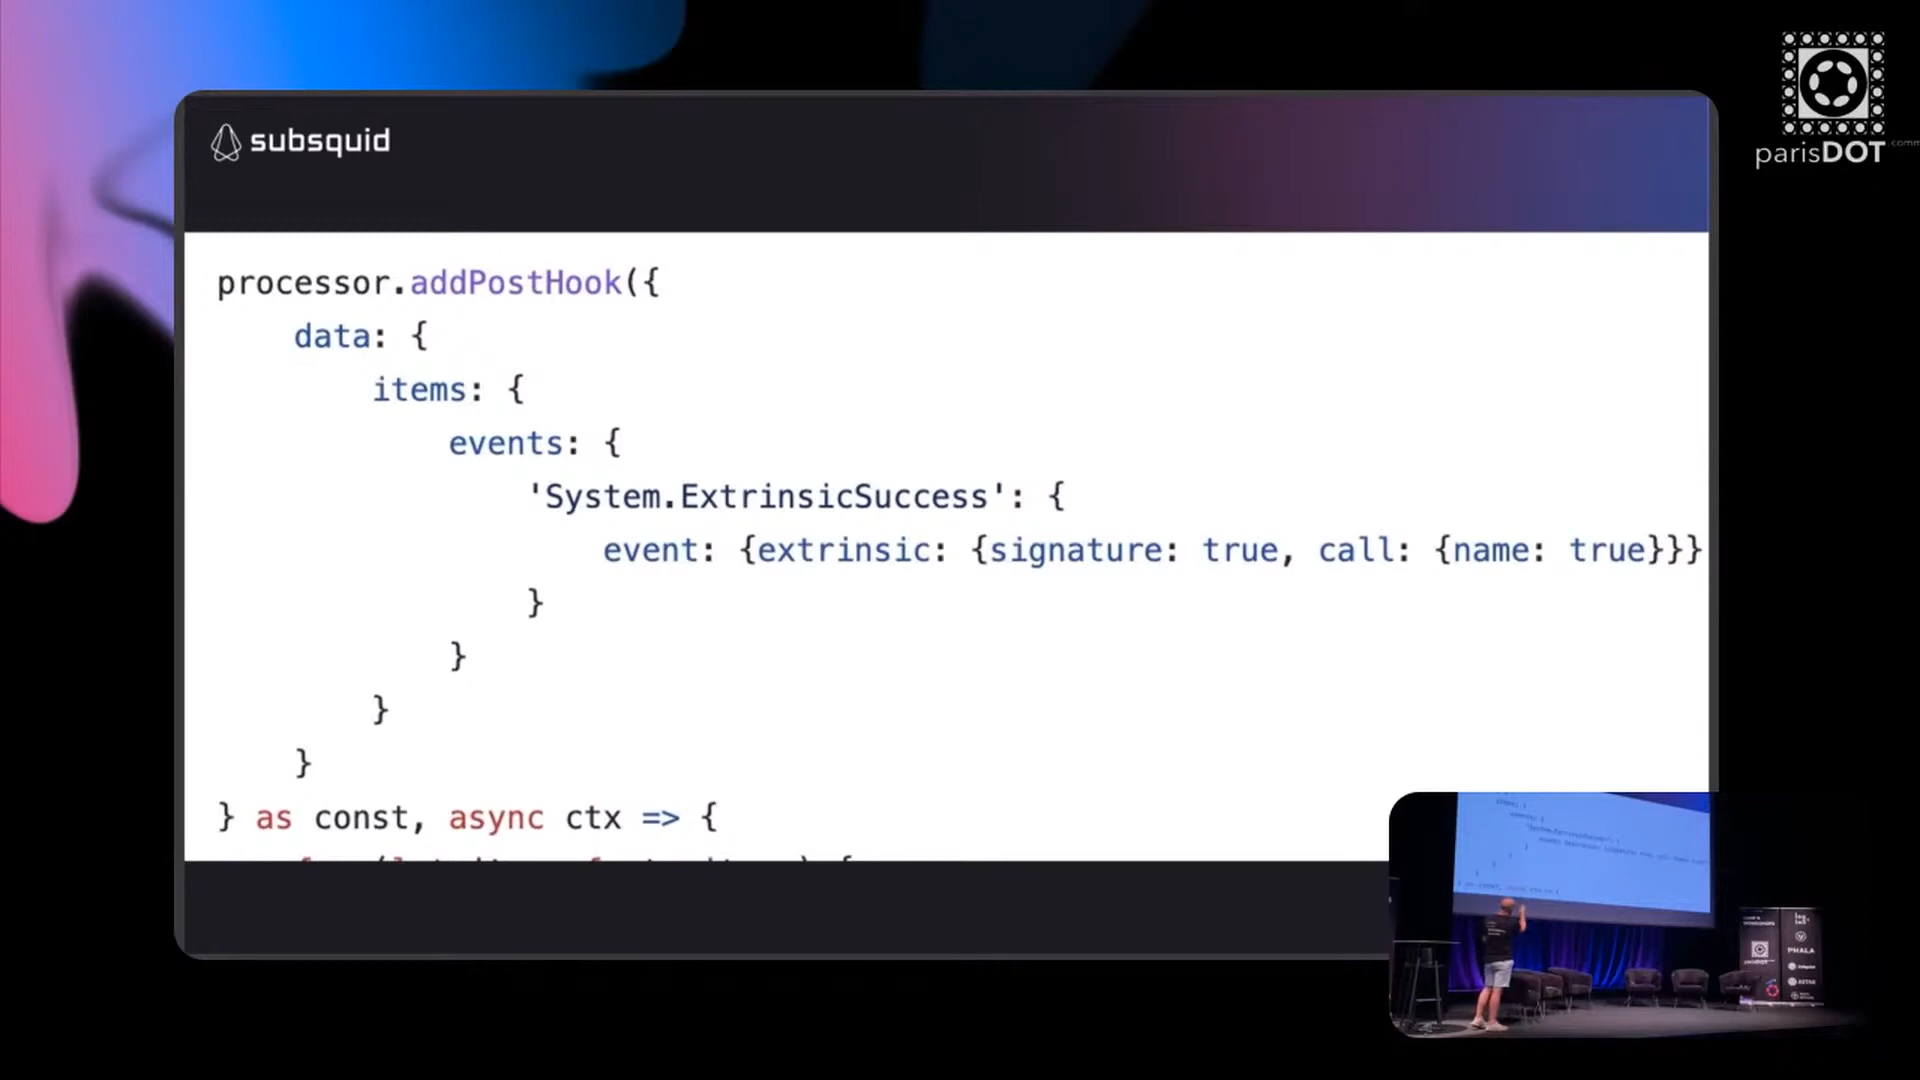 subsquid
parisDOT
.comm
processor.addPostHook({
data: {
items: {
events: {
'System.ExtrinsicSuccess': {
event: {extrinsic: {signature: true, call: {name: true}}}
}
}
}
}
} as const, async ctx => {
PHALA